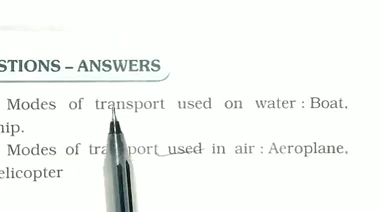 STIONS – ANSWERS
Modes of transport used on water : Boat,
hip.
Modes of transport used in air : Aeroplane,
elicopter